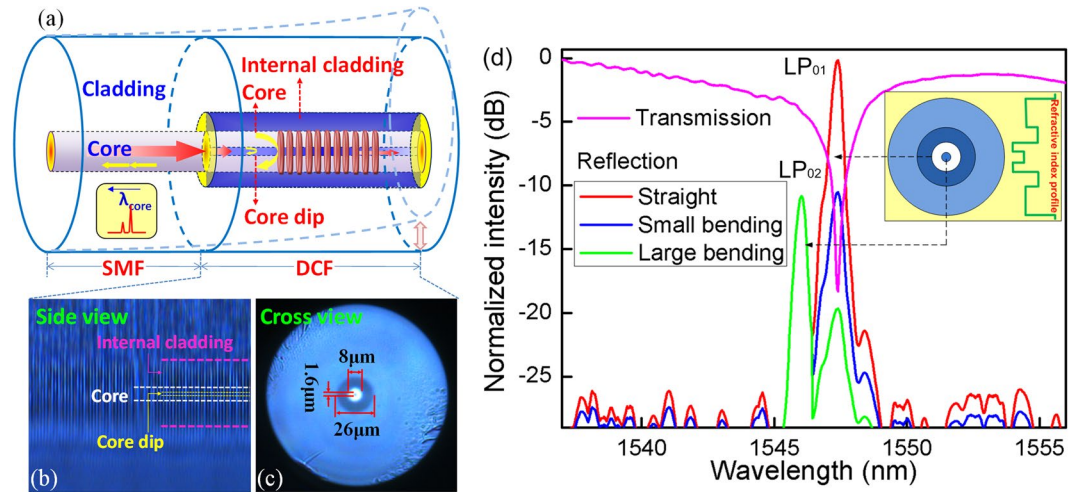 (a)
Internal cladding
Cladding
Core
Core
λcore
Core dip
SMF
DCF
Side view
Internal cladding
Core
Core dip
(b)
Cross view
8μm
1.6μm
26μm
(c)
(d)
LP01
Transmission
Reflection
LP02
Straight
Small bending
Large bending
Refractive index profile
Normalized intensity (dB)
0
-5
-10
-15
-20
-25
1540
1545
1550
1555
Wavelength (nm)